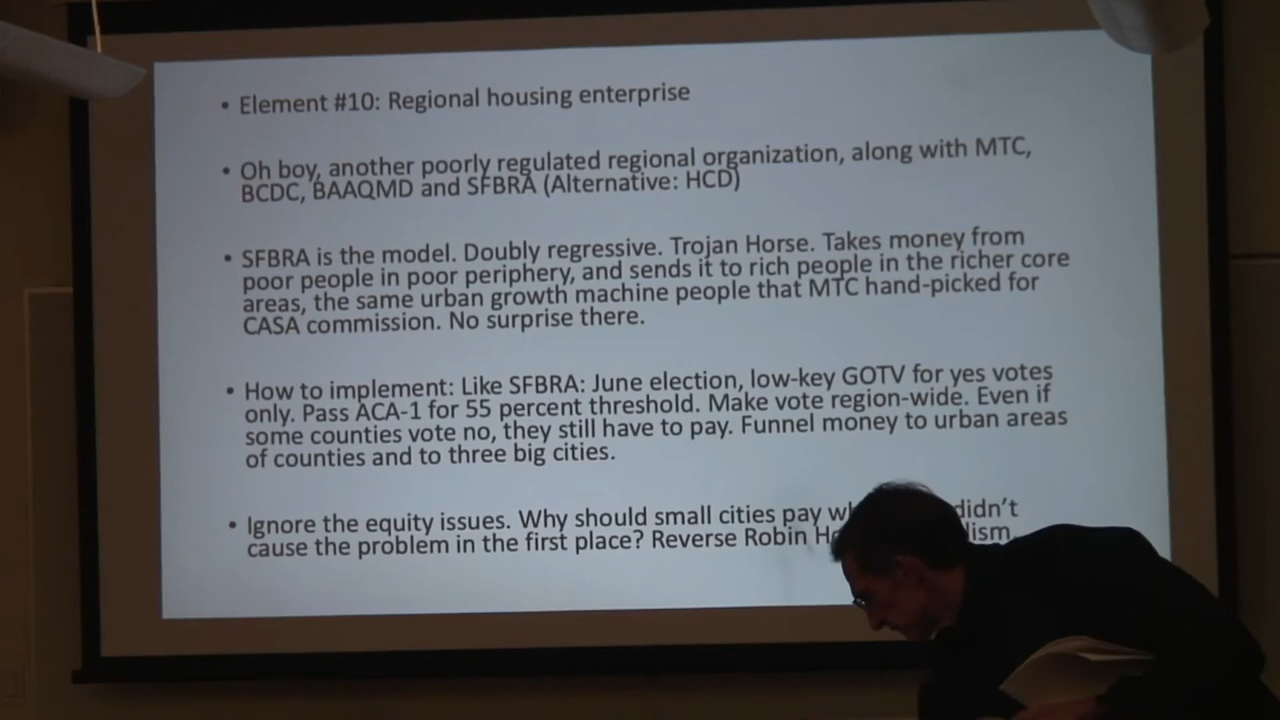 • Element #10: Regional housing enterprise
• Oh boy, another poorly regulated regional organization, along with MTC,
BCDC, BAAQMD and SFBRA (Alternative: HCD)
• SFBRA is the model. Doubly regressive. Trojan Horse. Takes money from
poor people in poor periphery, and sends it to rich people in the richer core
areas, the same urban growth machine people that MTC hand-picked for
CASA commission. No surprise there.
• How to implement: Like SFBRA: June election, low-key GOTV for yes votes
only. Pass ACA-1 for 55 percent threshold. Make vote region-wide. Even if
some counties vote no, they still have to pay. Funnel money to urban areas
of counties and to three big cities.
• Ignore the equity issues. Why should small cities pay didn't
cause the problem in the first place? Reverse Robin